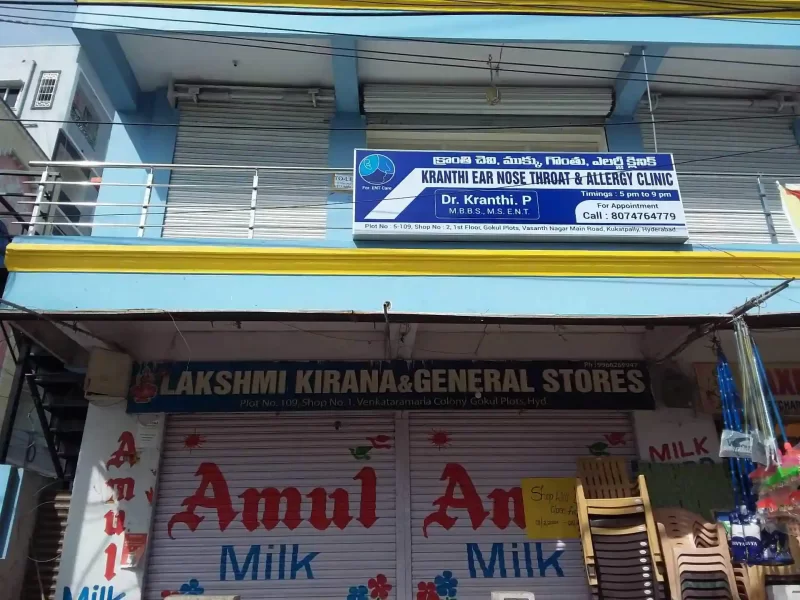 క్రాంతి చెవి, ముక్కు గొంతు, ఎలర్జీ క్లినిక్
KRANTHI EAR NOSE THROAT & ALLERGY CLINIC
For ENT Care
Dr. Kranthi. P
M.B.B.S., M.S. E.N.T.
Timings : 5 pm to 9 pm
For Appointment
Call : 8074764779
Plot No : 5-109, Shop No : 2, 1st Floor, Gokul Plots, Vasanth Nagar Main Road, Kukatpally, Hyderabad.
LAKSHMI KIRANA & GENERAL STORES
Plot No. 109, Shop No. 1, Venkataramaria Colony Gokul Plots, Hyd
Amul
Milk
Amul
Milk
Am
Milk
MILK